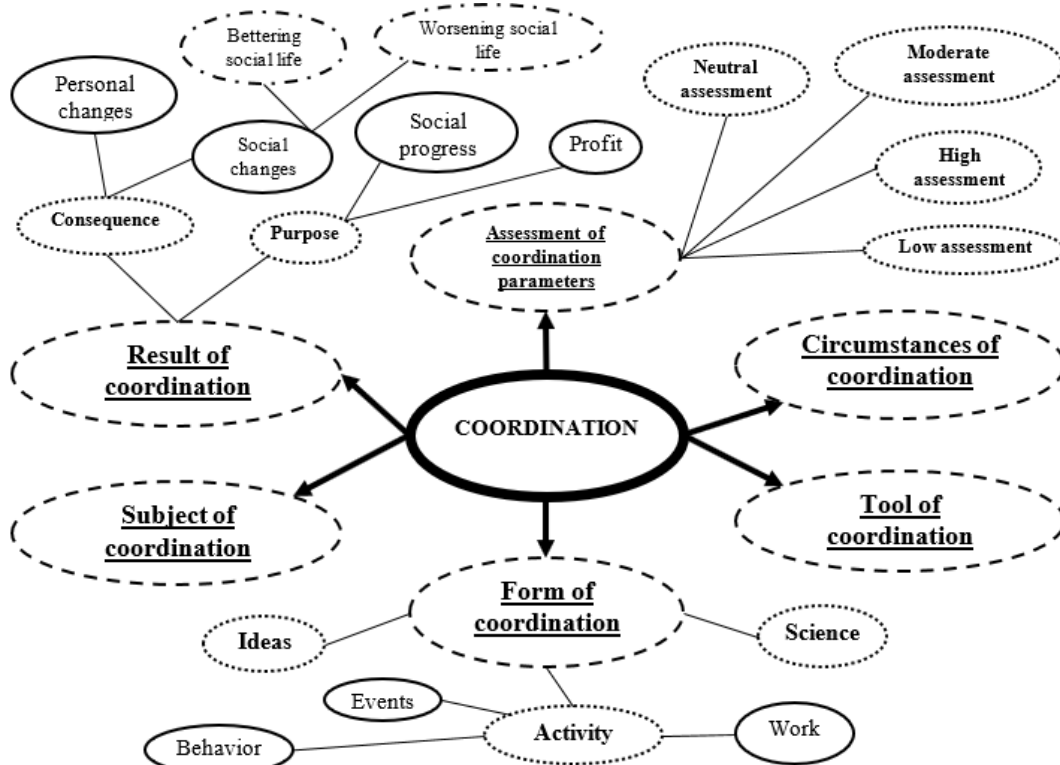 Bettering
social life
Worsening social
life
Personal
changes
Social
changes
Social
progress
Profit
Neutral
assessment
Moderate
assessment
High
assessment
Low assessment
Consequence
Purpose
Assessment of
coordination
parameters
Result of
coordination
Circumstances of
coordination
COORDINATION
Subject of
coordination
Tool of
coordination
Form of
coordination
Ideas
Science
Events
Activity
Work
Behavior